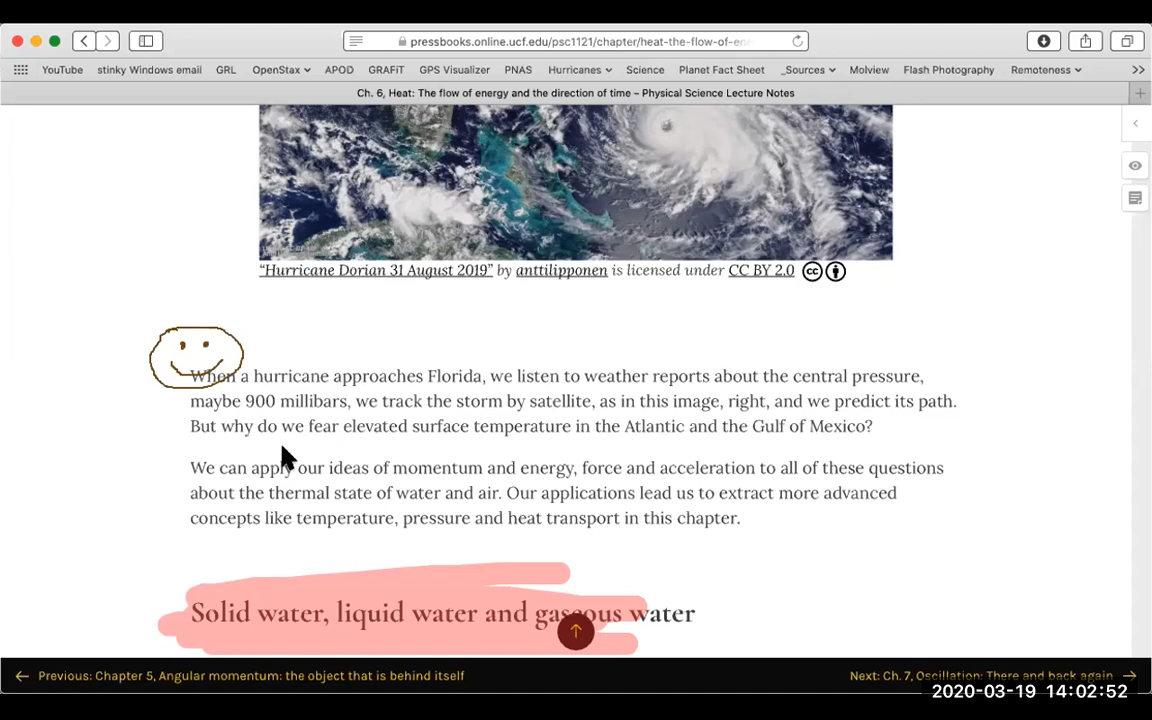 pressbooks.online.ucf.edu/psc1121/chapter/heat-the-flow-of-en
YouTube stinky Windows email GRL OpenStax APOD GRAFiT GPS Visualizer PNAS Hurricanes Science Planet Fact Sheet _Sources Molview Flash Photography Remoteness
Ch. 6, Heat: The flow of energy and the direction of time – Physical Science Lecture Notes
"Hurricane Dorian 31 August 2019" by anttilipponen is licensed under CC BY 2.0
When a hurricane approaches Florida, we listen to weather reports about the central pressure,
maybe 900 millibars, we track the storm by satellite, as in this image, right, and we predict its path.
But why do we fear elevated surface temperature in the Atlantic and the Gulf of Mexico?
We can apply our ideas of momentum and energy, force and acceleration to all of these questions
about the thermal state of water and air. Our applications lead us to extract more advanced
concepts like temperature, pressure and heat transport in this chapter.
Solid water, liquid water and gaseous water
Previous: Chapter 5, Angular momentum: the object that is behind itself
Next: Ch. 7, Oscillation: There and back again
2020-03-19 14:02:52